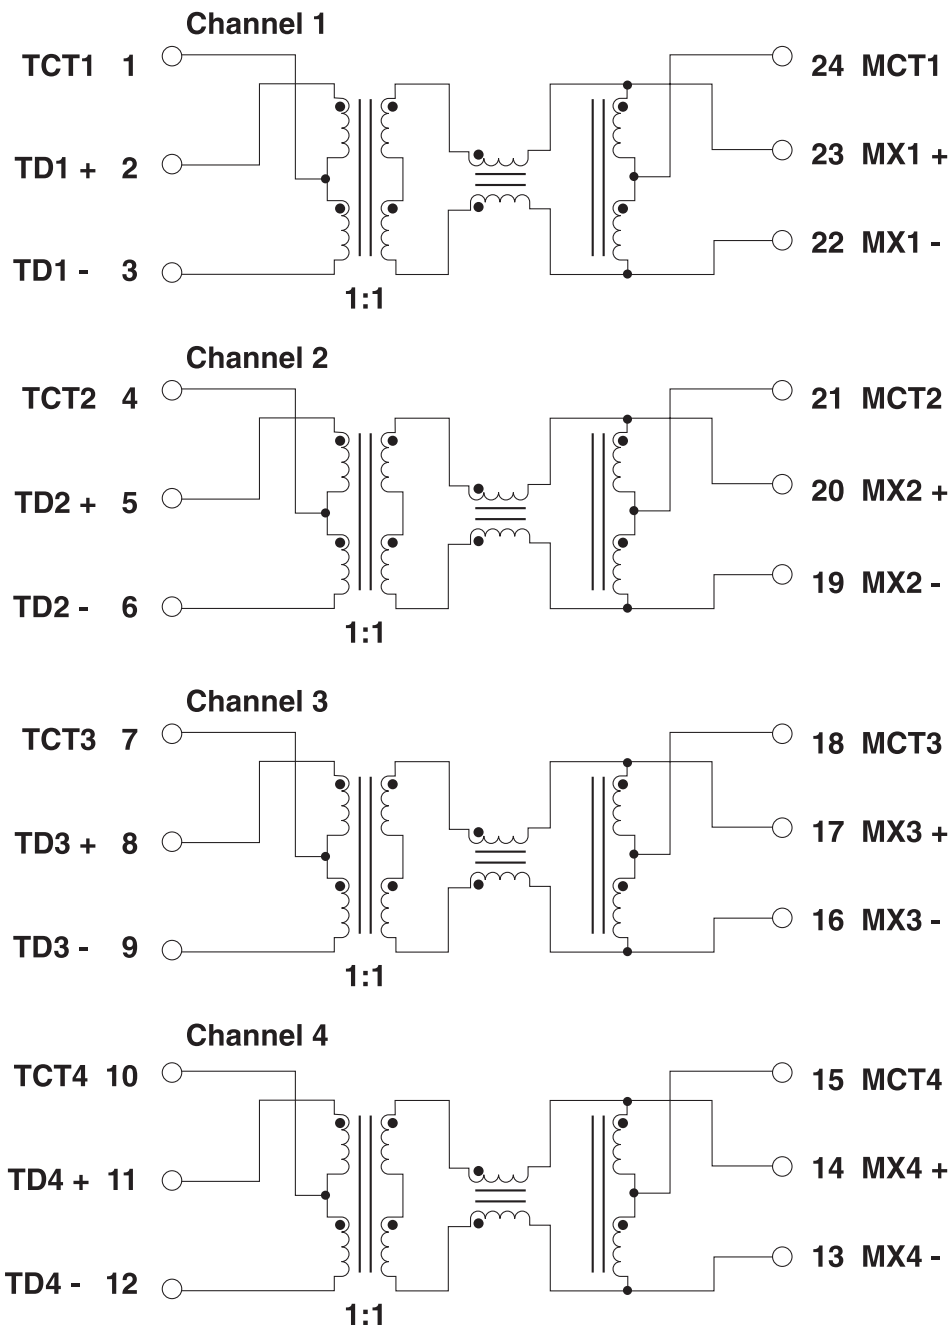 Channel 1
TCT1 1
24 MCT1
TD1 + 2
23 MX1 +
22 MX1 -
TD1 - 3
1:1
Channel 2
TCT2 4
21 MCT2
TD2 + 5
20 MX2 +
19 MX2 -
TD2 - 6
1:1
Channel 3
TCT3 7
18 MCT3
TD3 + 8
17 MX3 +
16 MX3 -
TD3 - 9
1:1
Channel 4
TCT4 10
15 MCT4
TD4 + 11
14 MX4 +
13 MX4 -
TD4 - 12
1:1